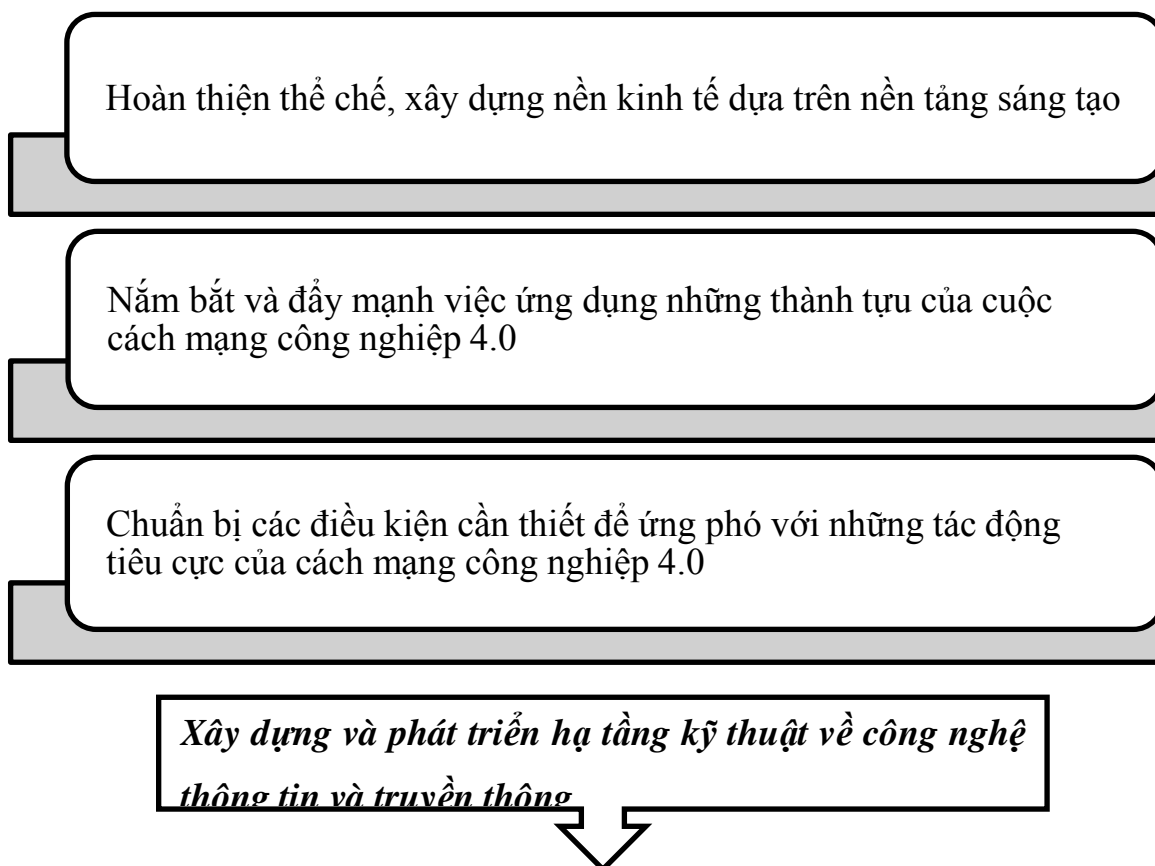 Hoàn thiện thể chế, xây dựng nền kinh tế dựa trên nền tảng sáng tạo
Nắm bắt và đẩy mạnh việc ứng dụng những thành tựu của cuộc
cách mạng công nghiệp 4.0
Chuẩn bị các điều kiện cần thiết để ứng phó với những tác động
tiêu cực của cách mạng công nghiệp 4.0
Xây dựng và phát triển hạ tầng kỹ thuật về công nghệ
thông tin và truyền thông